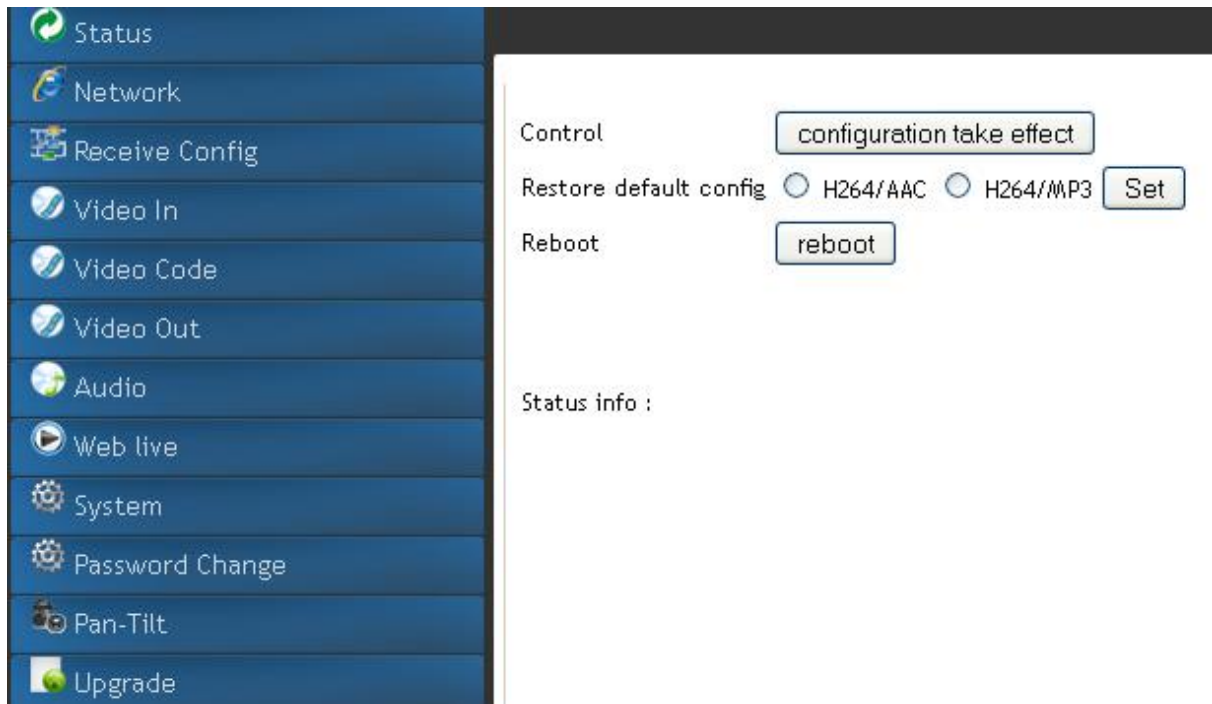 Status
Network
Receive Config
Video In
Video Code
Video Out
Audio
Web live
System
Password Change
Pan-Tilt
Upgrade
Control configuration take effect
Restore default config H264/AAC H264/MP3 Set
Reboot reboot
Status info :